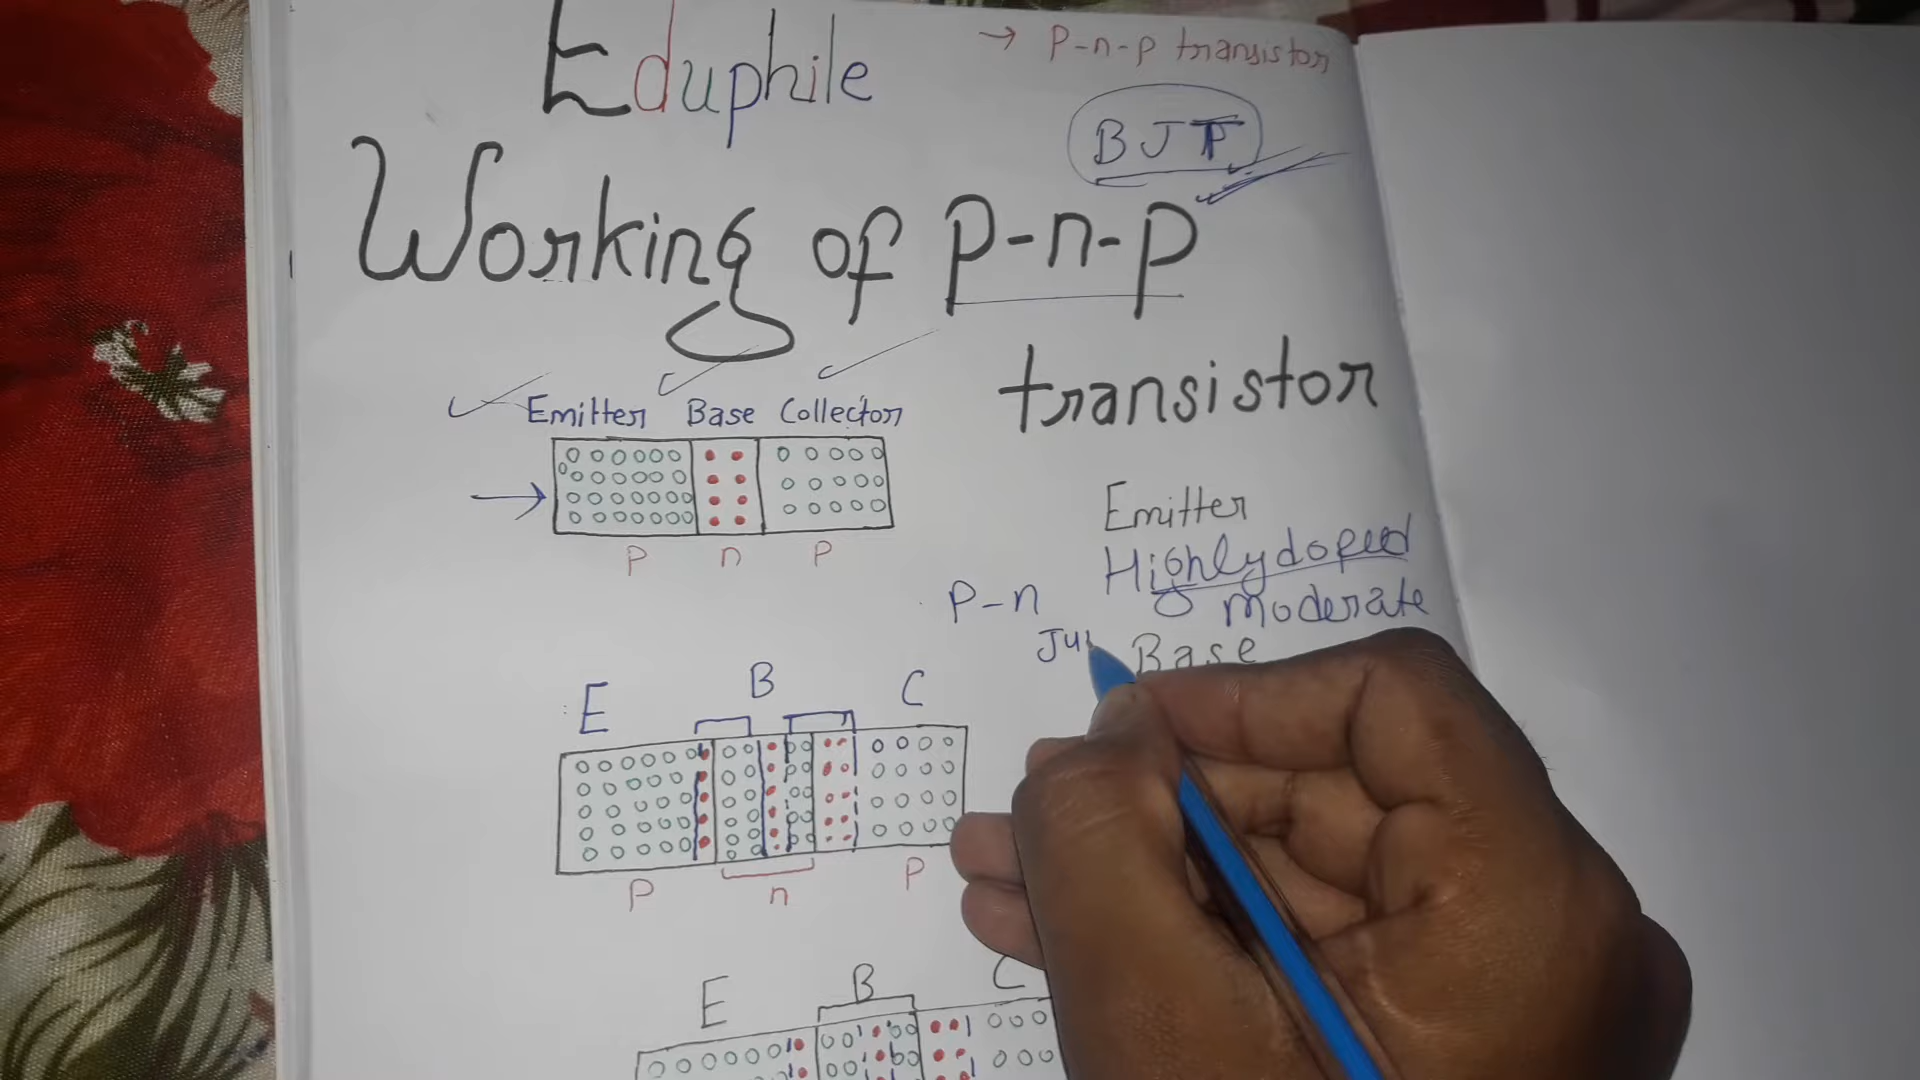 Eduphile
→ P-n-p transistor
BJT
Working of p-n-p
transistor
Emitter Base Collector
P n P
Emitter
Highly doped
moderate
P-n
Base
E B C
P n P
E B C